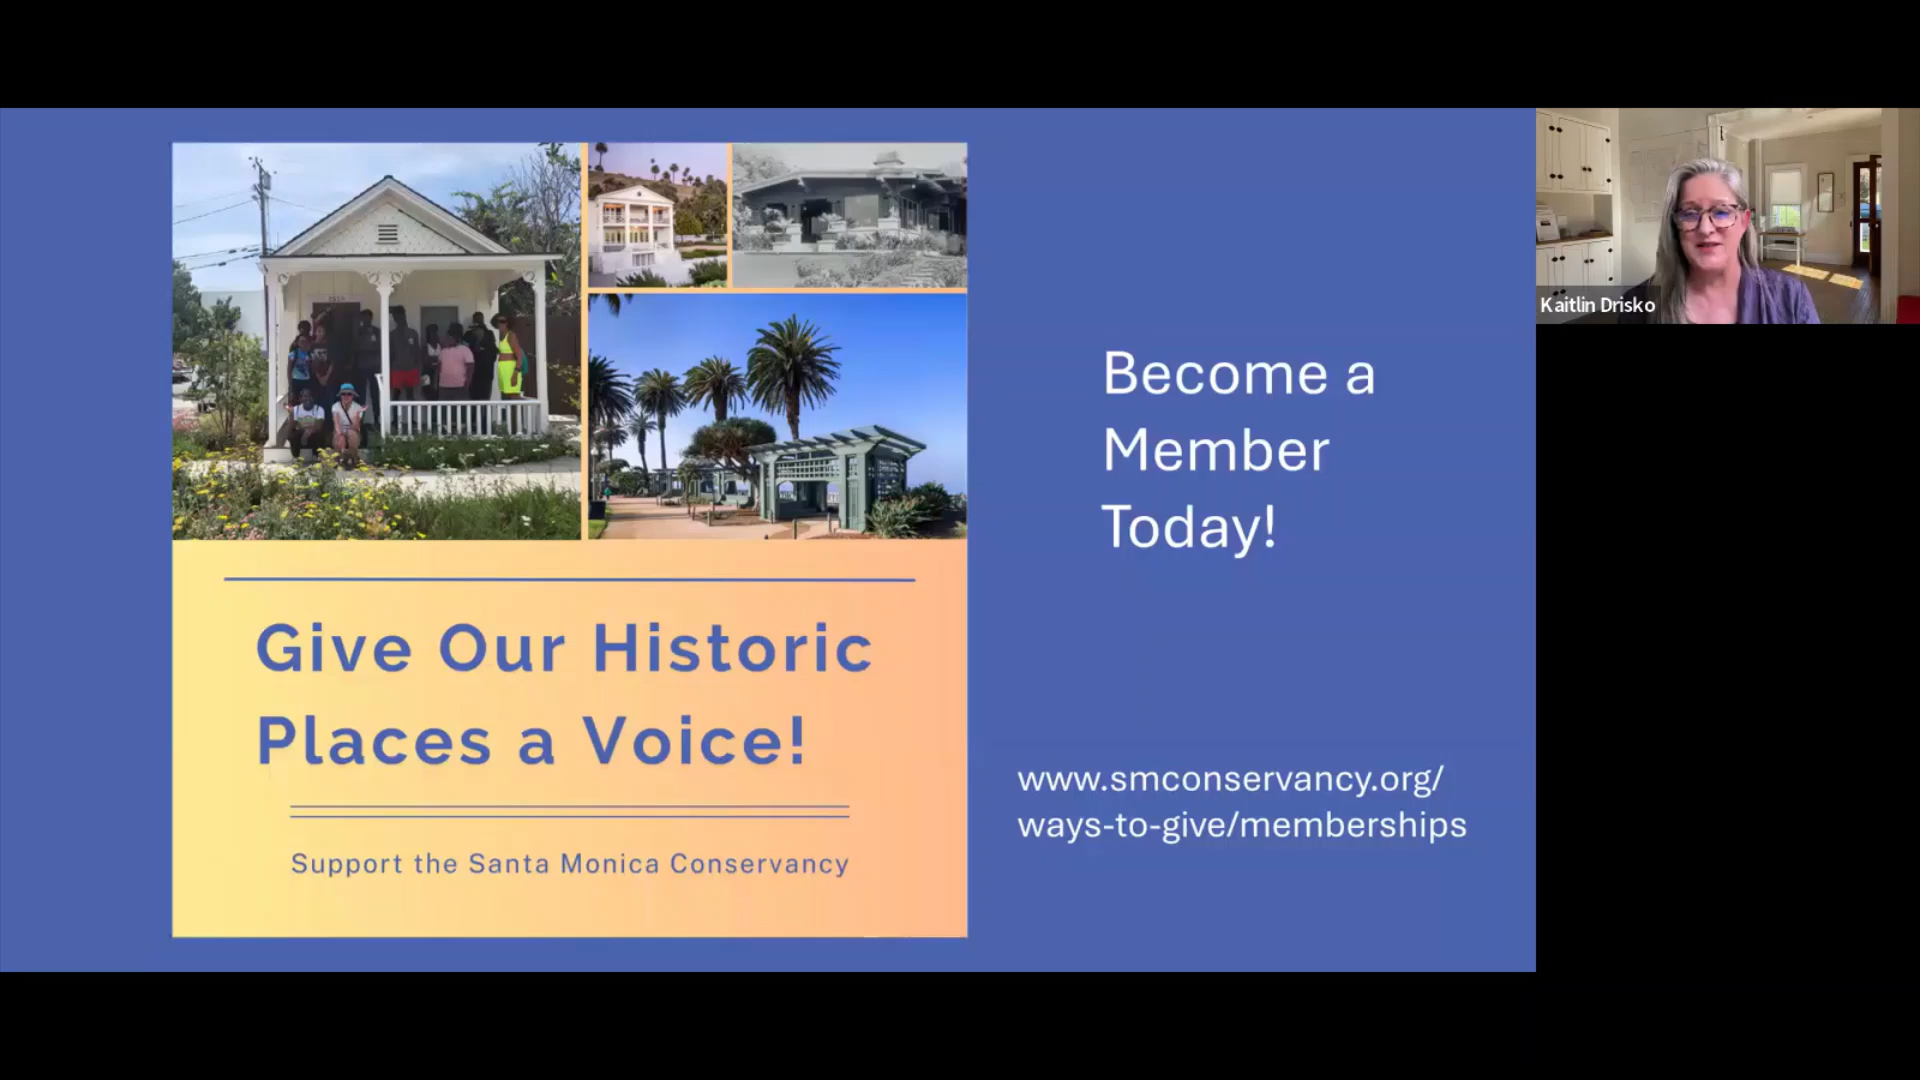 Give Our Historic
Places a Voice!
Support the Santa Monica Conservancy
Become a
Member
Today!
www.smconservancy.org/
ways-to-give/memberships
Kaitlin Drisko